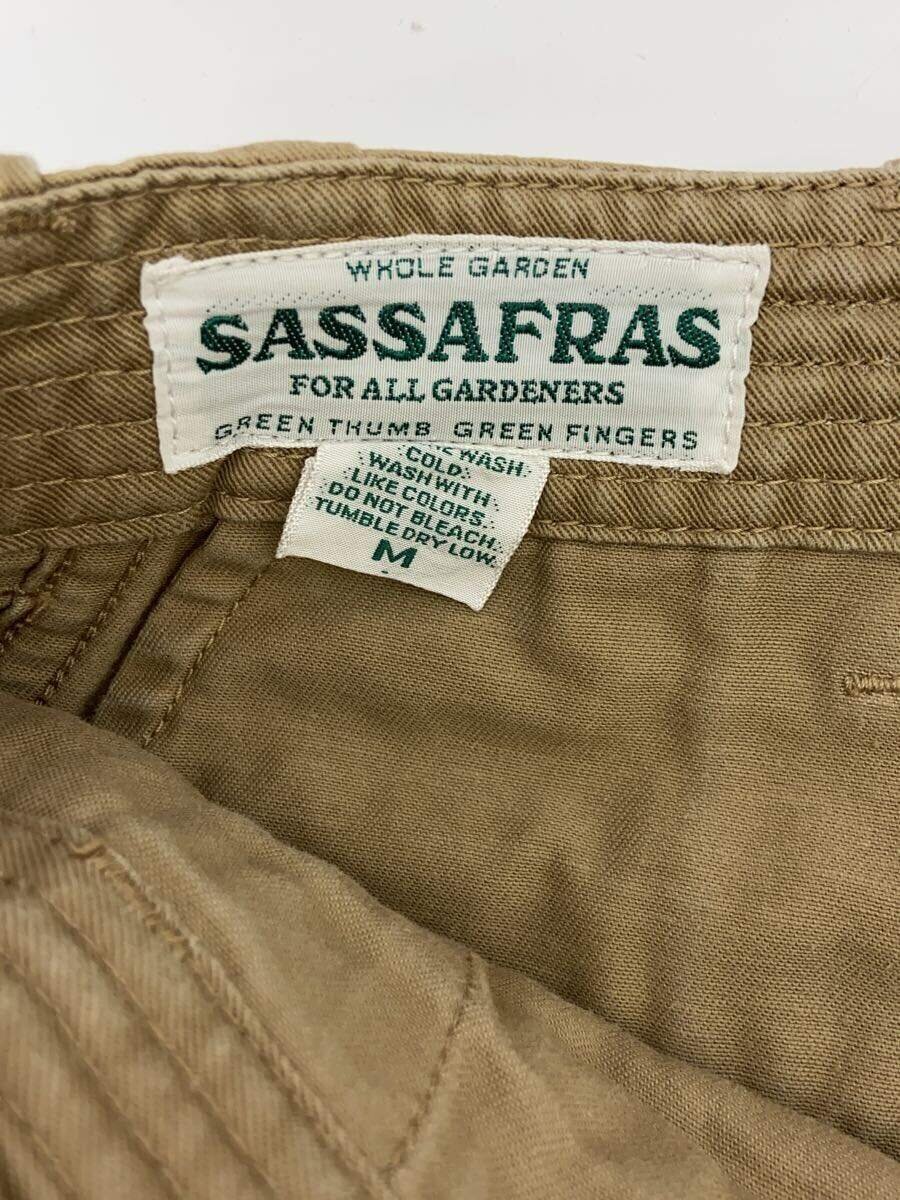 WHOLE GARDEN
SASSAFRAS
FOR ALL GARDENERS
GREEN THUMB GREEN FINGERS
WASH
COLD.
WASH WITH
LIKE COLORS.
DO NOT BLEACH.
TUMBLE DRY LOW.
M